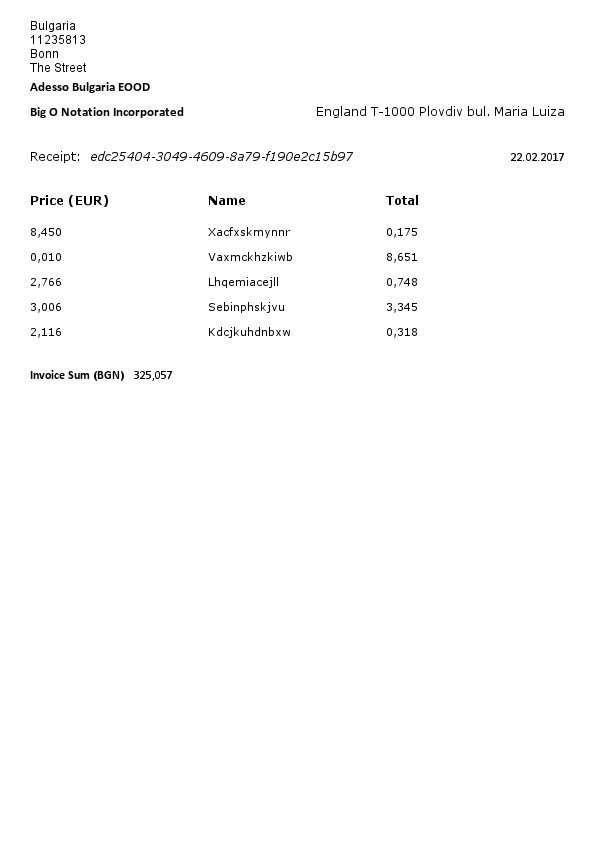 Bulgaria
11235813
Bonn
The Street
Adesso Bulgaria EOOD
Big O Notation Incorporated England T-1000 Plovdiv bul. Maria Luiza
Receipt: edc25404-3049-4609-8a79-f190e2c15b97 22.02.2017
Price (EUR) Name Total
8,450 Xacfxskmynnr 0,175
0,010 Vaxmckhzkiwb 8,651
2,766 Lhqemiacejll 0,748
3,006 Sebinphskjvu 3,345
2,116 Kdcjkuhdnbxw 0,318
Invoice Sum (BGN) 325,057